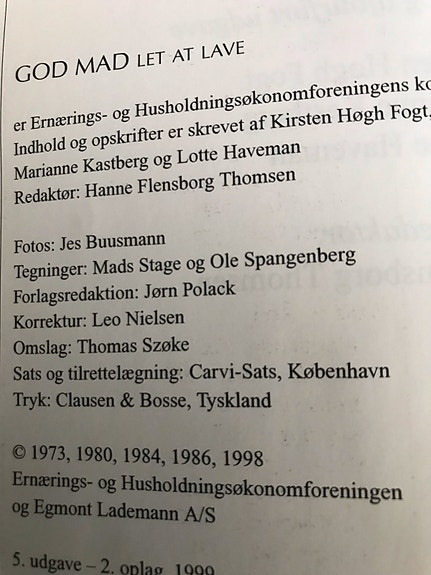 GOD MAD LET AT LAVE
er Ernærings- og Husholdningsøkonomforeningens
Indhold og opskrifter er skrevet af Kirsten Høgh Fogt,
Marianne Kastberg og Lotte Haveman
Redaktør: Hanne Flensborg Thomsen
Fotos: Jes Buusmann
Tegninger: Mads Stage og Ole Spangenberg
Forlagsredaktion: Jørn Polack
Korrektur: Leo Nielsen
Omslag: Thomas Szøke
Sats og tilrettelægning: Carvi-Sats, København
Tryk: Clausen & Bosse, Tyskland
© 1973, 1980, 1984, 1986, 1998
Ernærings- og Husholdningsøkonomforeningen
og Egmont Lademann A/S
5. udgave – 2. oplag, 1999